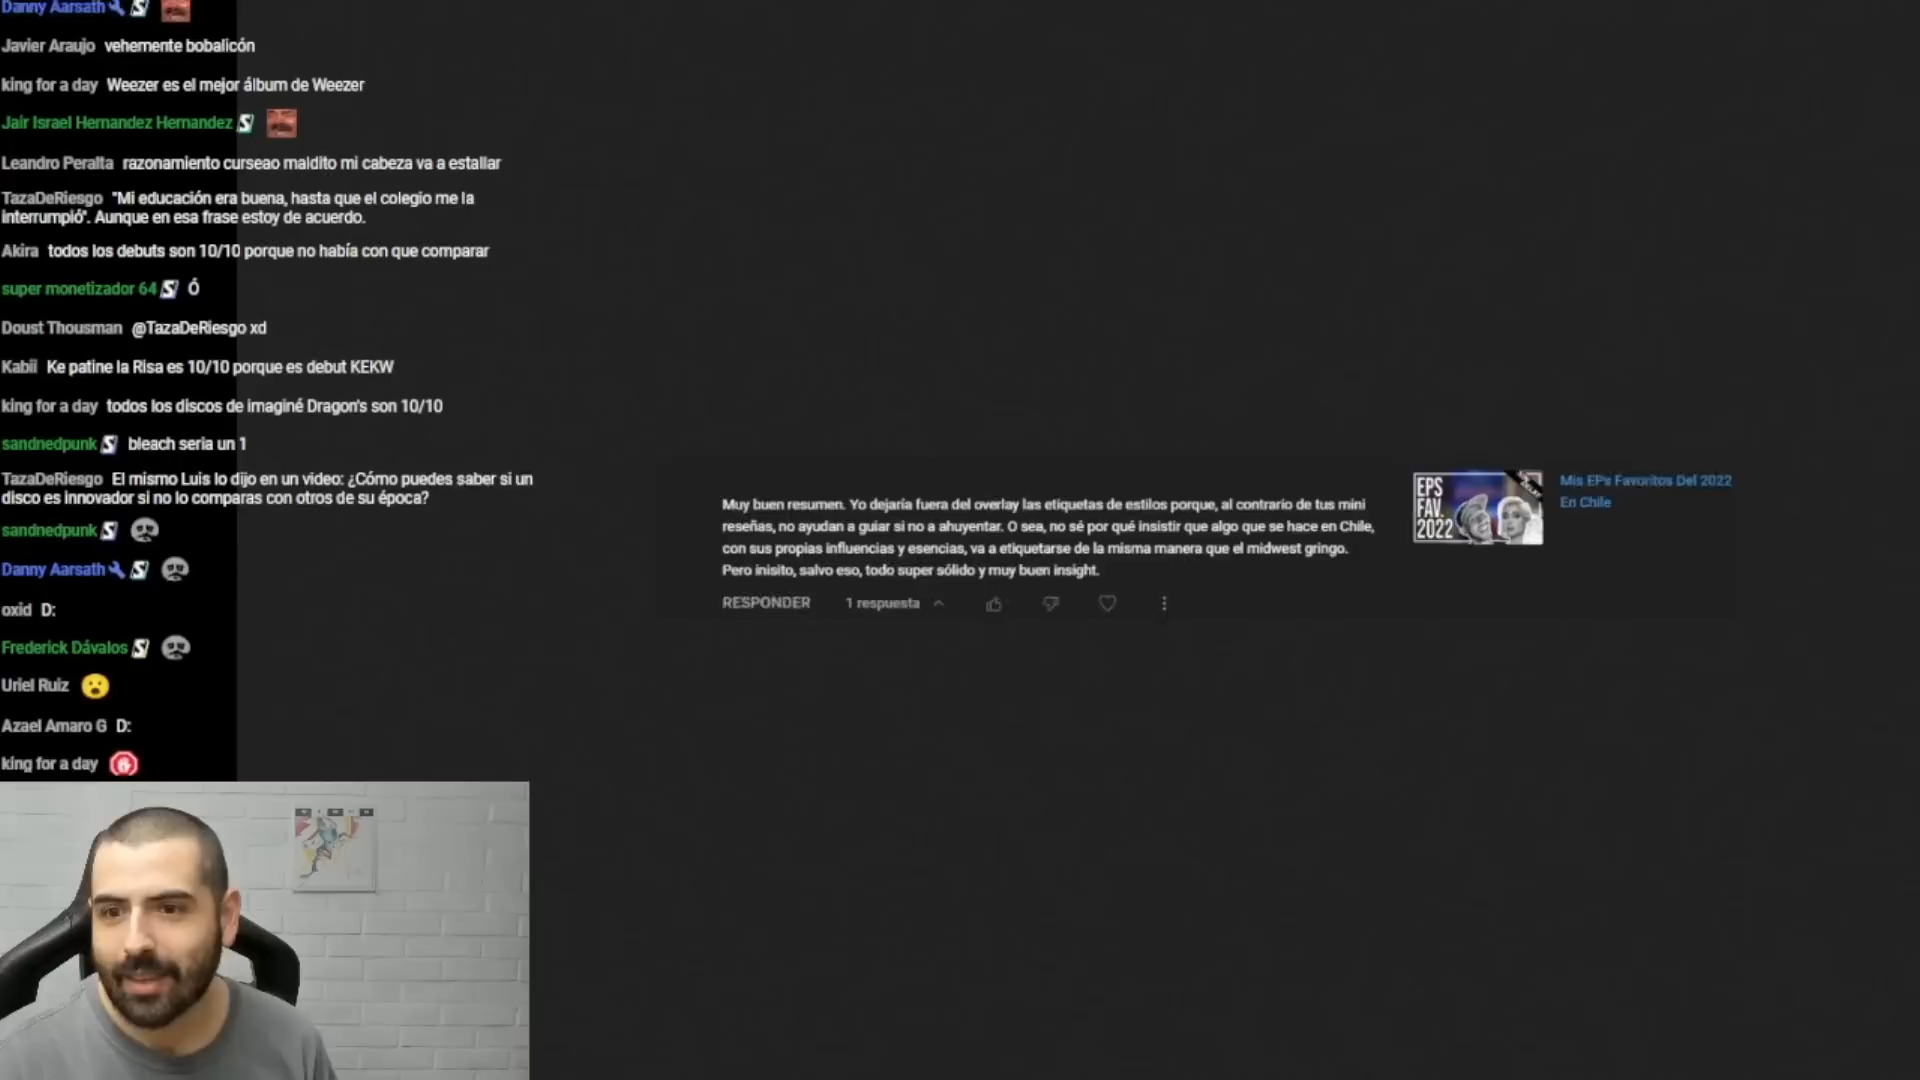 Danny Aarsath
Javier Araujo vehemente bobalicón
king for a day Weezer es el mejor álbum de Weezer
Jair Israel Hernandez Hernandez
Leandro Peralta razonamiento curseao maldito mi cabeza va a estallar
TazaDeRiesgo "Mi educación era buena, hasta que el colegio me la
interrumpió". Aunque en esa frase estoy de acuerdo.
Akira todos los debuts son 10/10 porque no había con que comparar
super monetizador 64 Ó
Doust Thousman @TazaDeRiesgo xd
Kabii Ke patine la Risa es 10/10 porque es debut KEKW
king for a day todos los discos de imaginé Dragon's son 10/10
sandnedpunk bleach seria un 1
TazaDeRiesgo El mismo Luis lo dijo en un video: ¿Cómo puedes saber si un
disco es innovador si no lo comparas con otros de su época?
sandnedpunk
Danny Aarsath
oxid D:
Frederick Dávalos
Uriel Ruiz
Azael Amaro G D:
king for a day
Muy buen resumen. Yo dejaría fuera del overlay las etiquetas de estilos porque, al contrario de tus mini
reseñas, no ayudan a guiar si no a ahuyentar. O sea, no sé por qué insistir que algo que se hace en Chile,
con sus propias influencias y esencias, va a etiquetarse de la misma manera que el midwest gringo.
Pero inisito, salvo eso, todo super sólido y muy buen insight.
RESPONDER 1 respuesta
EPS
FAV.
2022
Mis EPs Favoritos Del 2022
En Chile